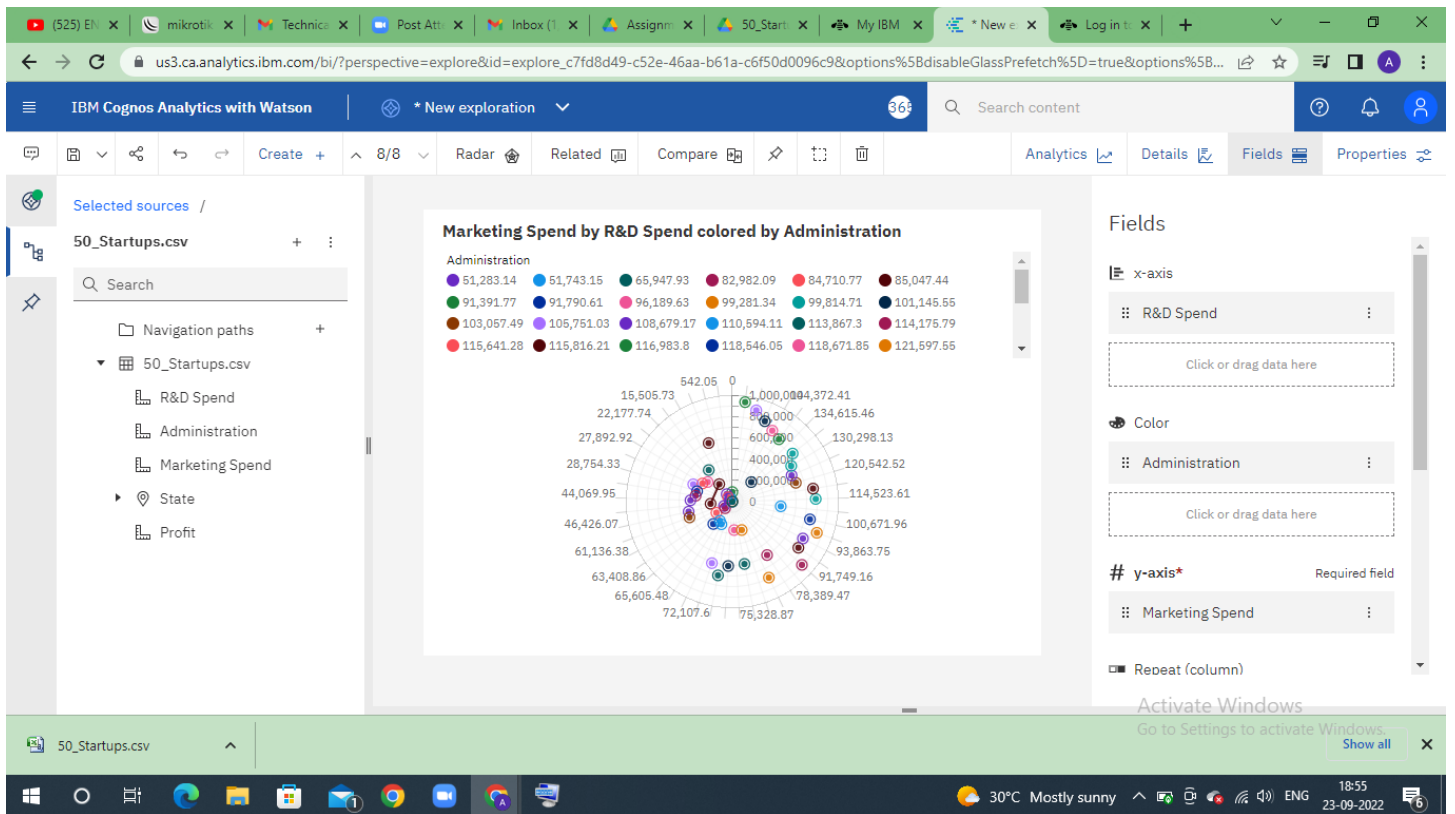 (525) EN
mikrotik
Technica
Post Atte
Inbox (1
Assignm
50_Start
My IBM
* New e
Log in to
us3.ca.analytics.ibm.com/bi/?perspective=explore&id=explore_c7fd8d49-c52e-46aa-b61a-c6f50d0096c9&options%5BdisableGlassPrefetch%5D=true&options%5B...
A
IBM Cognos Analytics with Watson
* New exploration
365
Search content
Create +
8/8
Radar
Related
Compare
Analytics
Details
Fields
Properties
Selected sources /
50_Startups.csv
Search
Navigation paths
50_Startups.csv
R&D Spend
Administration
Marketing Spend
State
Profit
Marketing Spend by R&D Spend colored by Administration
Administration
51,283.14 51,743.15 65,947.93 82,982.09 84,710.77 85,047.44
91,391.77 91,790.61 96,189.63 99,281.34 99,814.71 101,145.55
103,057.49 105,751.03 108,679.17 110,594.11 113,867.3 114,175.79
115,641.28 115,816.21 116,983.8 118,546.05 118,671.85 121,597.55
542.05 0
15,505.73 1,000,000
22,177.74 134,615.46
27,892.92 600,000 130,298.13
28,754.33 400,000 120,542.52
44,069.95 114,523.61
0
46,426.07 100,671.96
61,136.38 93,863.75
63,408.86 91,749.16
65,605.48 78,389.47
72,107.6 75,328.87
Fields
x-axis
R&D Spend
Click or drag data here
Color
Administration
Click or drag data here
# y-axis* Required field
Marketing Spend
Repeat (column)
Activate Windows
Go to Settings to activate Windows.
50_Startups.csv
Show all
1
A
30°C Mostly sunny
ENG
18:55
23-09-2022
6